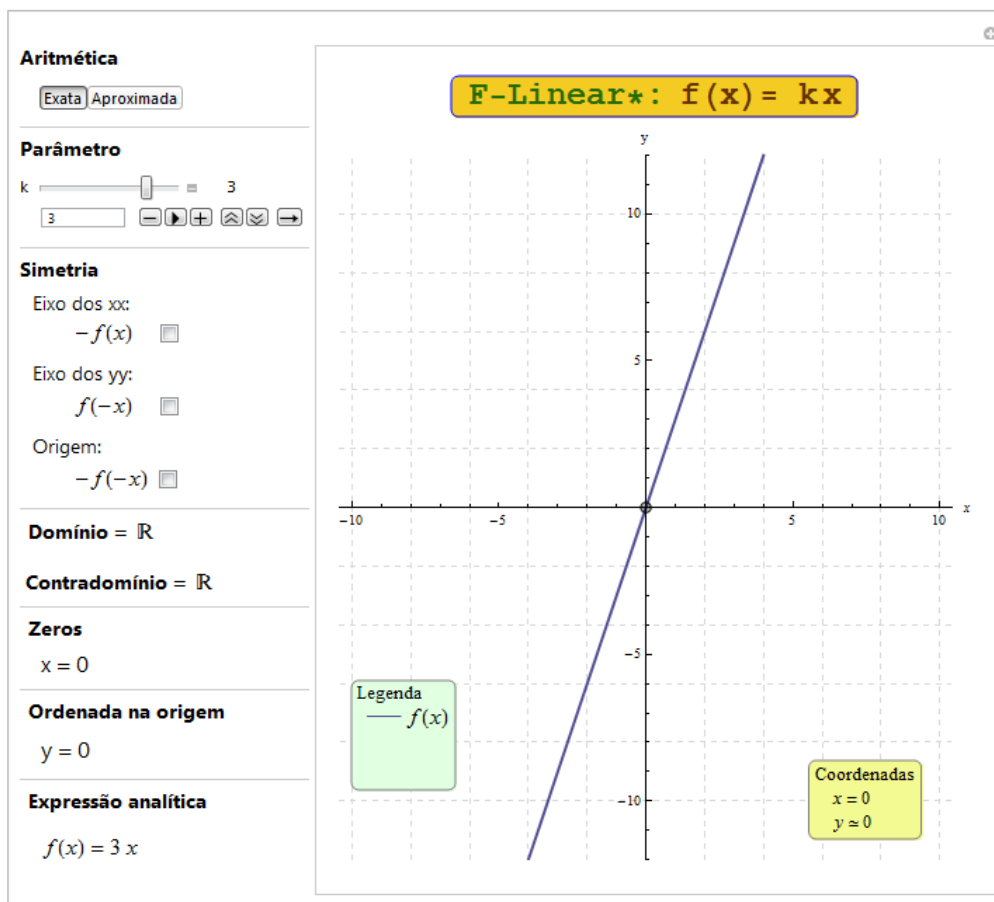 Aritmética
Exata Aproximada
Parâmetro
k 3
3
Simetria
Eixo dos xx:
−f(x)
Eixo dos yy:
f(−x)
Origem:
−f(−x)
Domínio = ℝ
Contradomínio = ℝ
Zeros
x = 0
Ordenada na origem
y = 0
Expressão analítica
f(x) = 3 x
F-Linear*: f(x)= kx
y
10
5
−10 −5 5 10 x
−5
−10
Legenda
f(x)
Coordenadas
x = 0
y ≃ 0